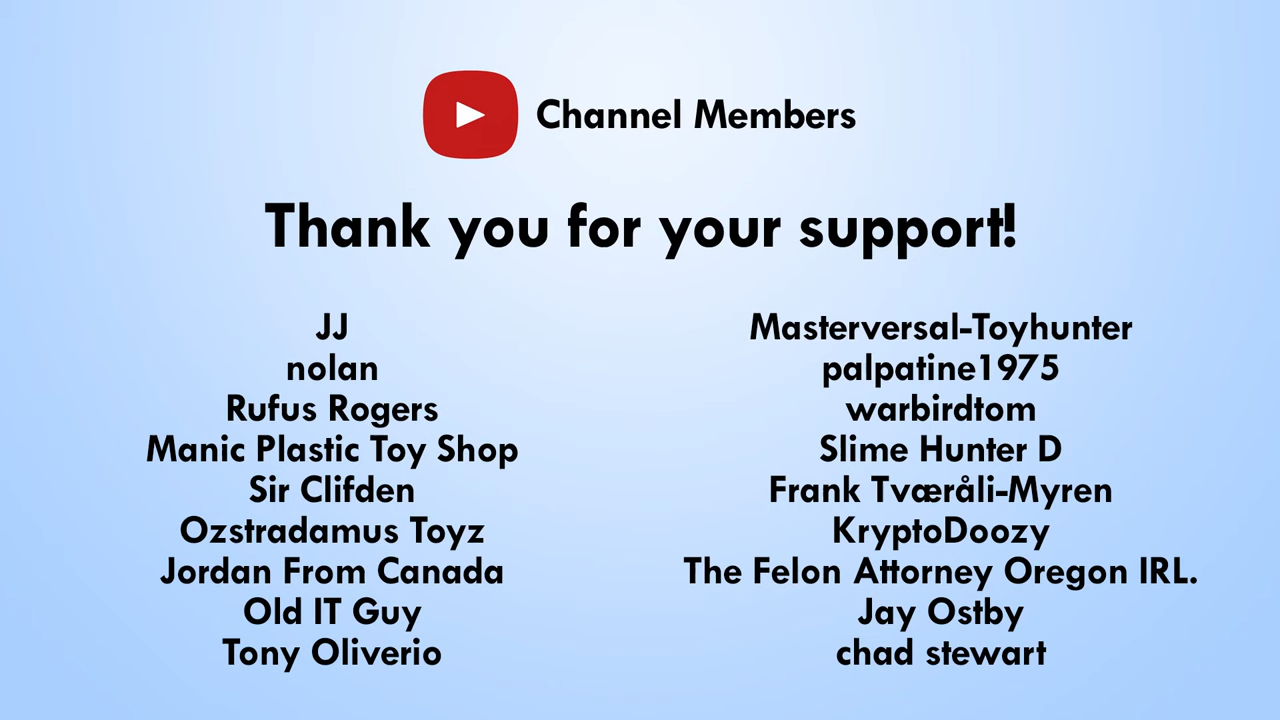 Channel Members
Thank you for your support!
JJ
nolan
Rufus Rogers
Manic Plastic Toy Shop
Sir Clifden
Ozstradamus Toyz
Jordan From Canada
Old IT Guy
Tony Oliverio
Masterversal-Toyhunter
palpatine1975
warbirdtom
Slime Hunter D
Frank Tværåli-Myren
KryptoDoozy
The Felon Attorney Oregon IRL.
Jay Ostby
chad stewart